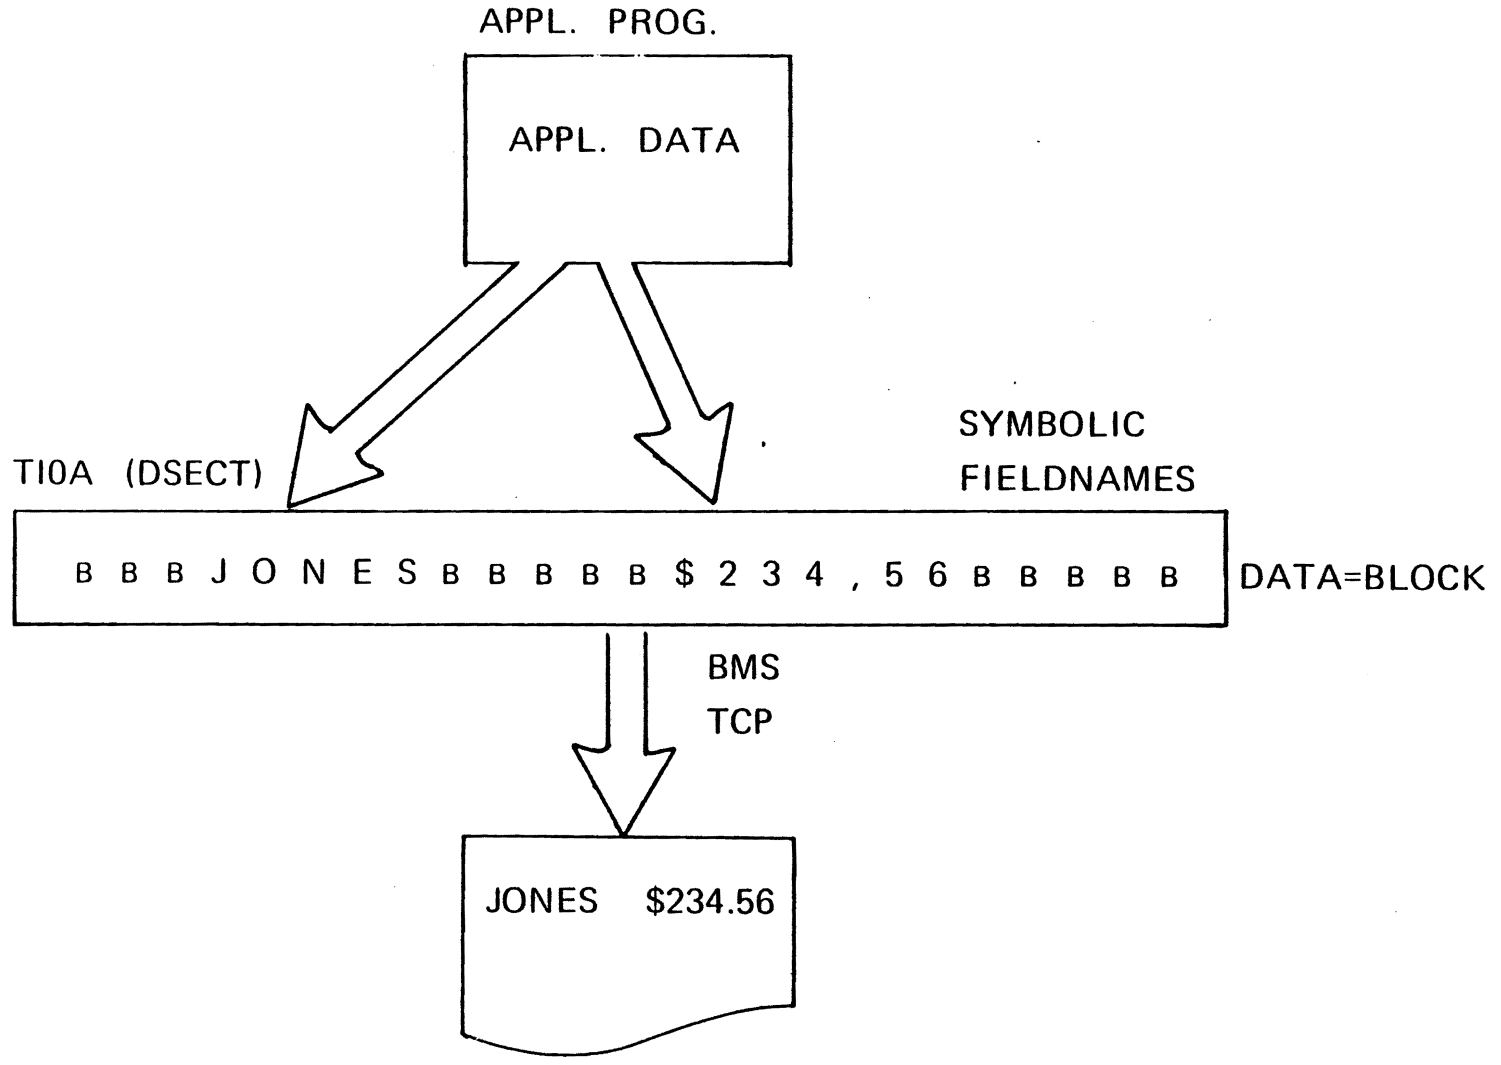 APPL. PROG.
APPL. DATA
SYMBOLIC
FIELDNAMES
TI0A (DSECT)
B B B J O N E S B B B B B $ 2 3 4 , 5 6 B B B B B
DATA=BLOCK
BMS
TCP
JONES $234.56